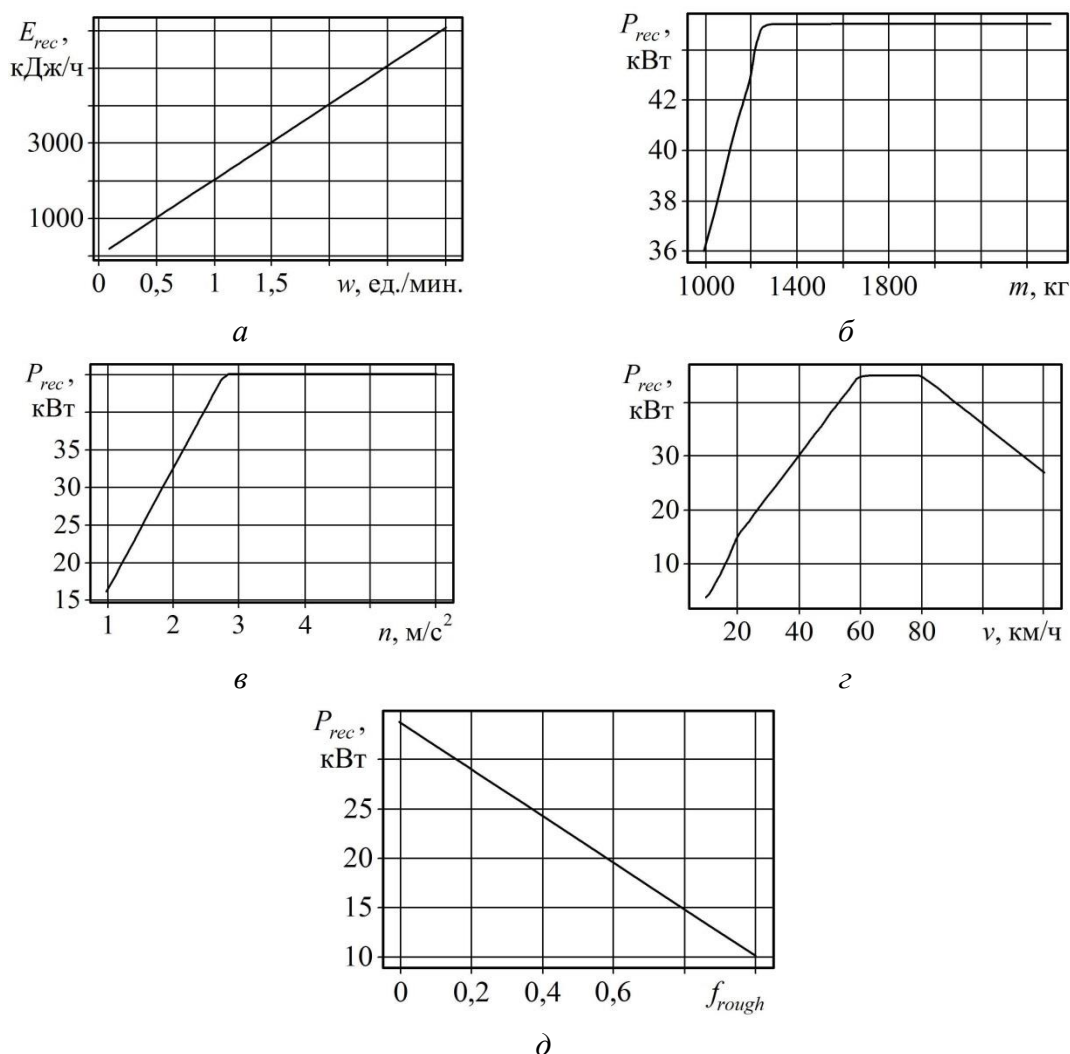 E_rec,
кДж/ч
3000
1000
0 0,5 1 1,5 w, ед./мин.
а
P_rec,
кВт
42
40
38
36
1000 1400 1800 m, кг
б
P_rec,
кВт
35
30
25
20
15
1 2 3 4 n, м/с²
в
P_rec,
кВт
30
20
10
20 40 60 80 v, км/ч
г
P_rec,
кВт
25
20
15
10
0 0,2 0,4 0,6 f_rough
д